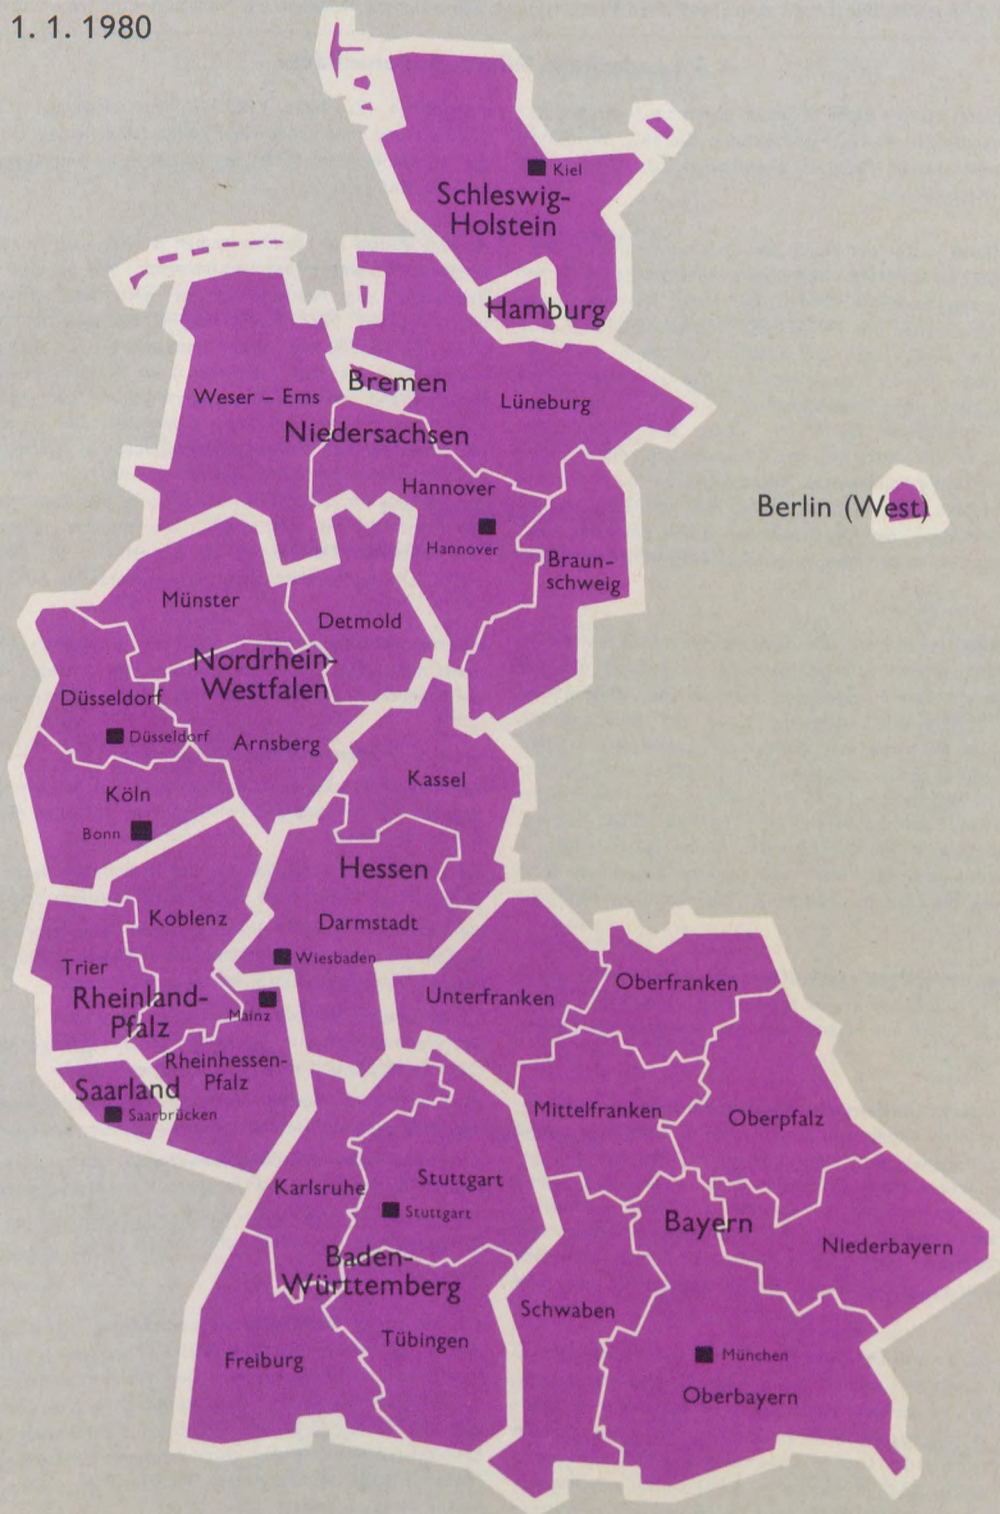 1. 1. 1980
Kiel
Schleswig-
Holstein
Hamburg
Bremen
Weser – Ems
Lüneburg
Niedersachsen
Hannover
Hannover
Braun-
schweig
Berlin (West)
Münster
Detmold
Nordrhein-
Westfalen
Düsseldorf
Düsseldorf
Arnsberg
Köln
Bonn
Kassel
Hessen
Darmstadt
Wiesbaden
Koblenz
Trier
Rheinland-
Pfalz
Mainz
Rheinhessen-
Pfalz
Saarland
Saarbrücken
Unterfranken
Oberfranken
Mittelfranken
Oberpfalz
Karlsruhe
Stuttgart
Stuttgart
Bayern
Niederbayern
Baden-
Württemberg
Schwaben
Tübingen
Freiburg
München
Oberbayern